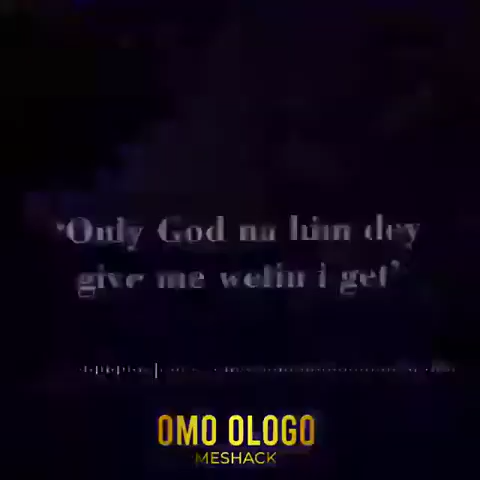 "Only God na him dey
give me wetin i get"
OMO OLOGO
MESHACK